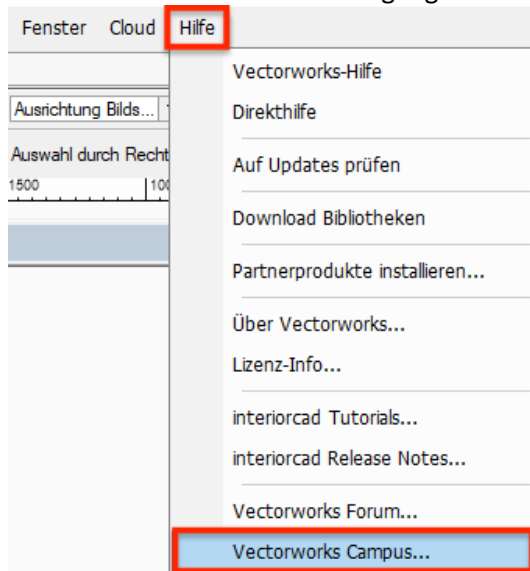 Fenster Cloud Hilfe
Vectorworks-Hilfe
Ausrichtung Bilds...
Direkthilfe
Auswahl durch Recht
Auf Updates prüfen
1500
Download Bibliotheken
Partnerprodukte installieren...
Über Vectorworks...
Lizenz-Info...
interiorcad Tutorials...
interiorcad Release Notes...
Vectorworks Forum...
Vectorworks Campus...